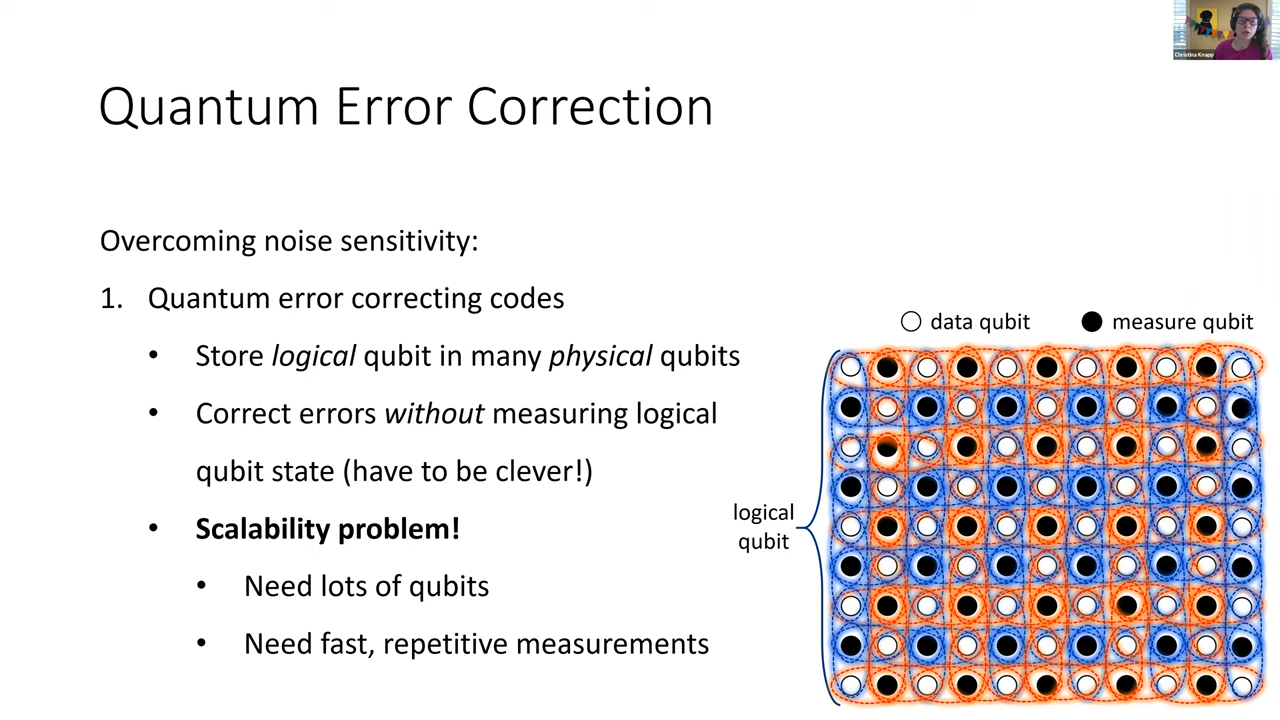 Christina Knapp
Quantum Error Correction
Overcoming noise sensitivity:
1. Quantum error correcting codes
• Store logical qubit in many physical qubits
• Correct errors without measuring logical
qubit state (have to be clever!)
• Scalability problem!
• Need lots of qubits
• Need fast, repetitive measurements
data qubit measure qubit
logical
qubit